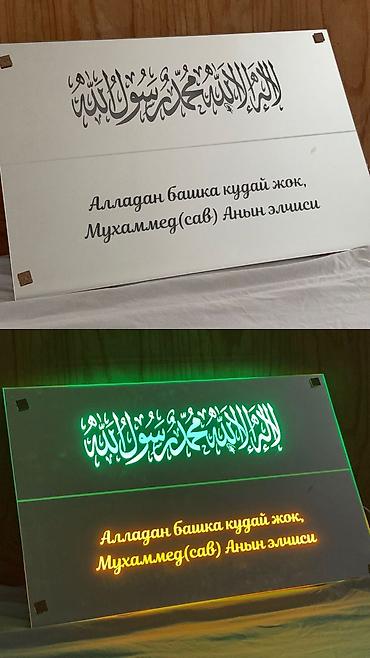 لا إله إلا الله محمد رسول الله
Алладан башка кудай жок,
Мухаммед(сав) Анын элчиси
لا إله إلا الله محمد رسول الله
Алладан башка кудай жок,
Мухаммед(сав) Анын элчиси